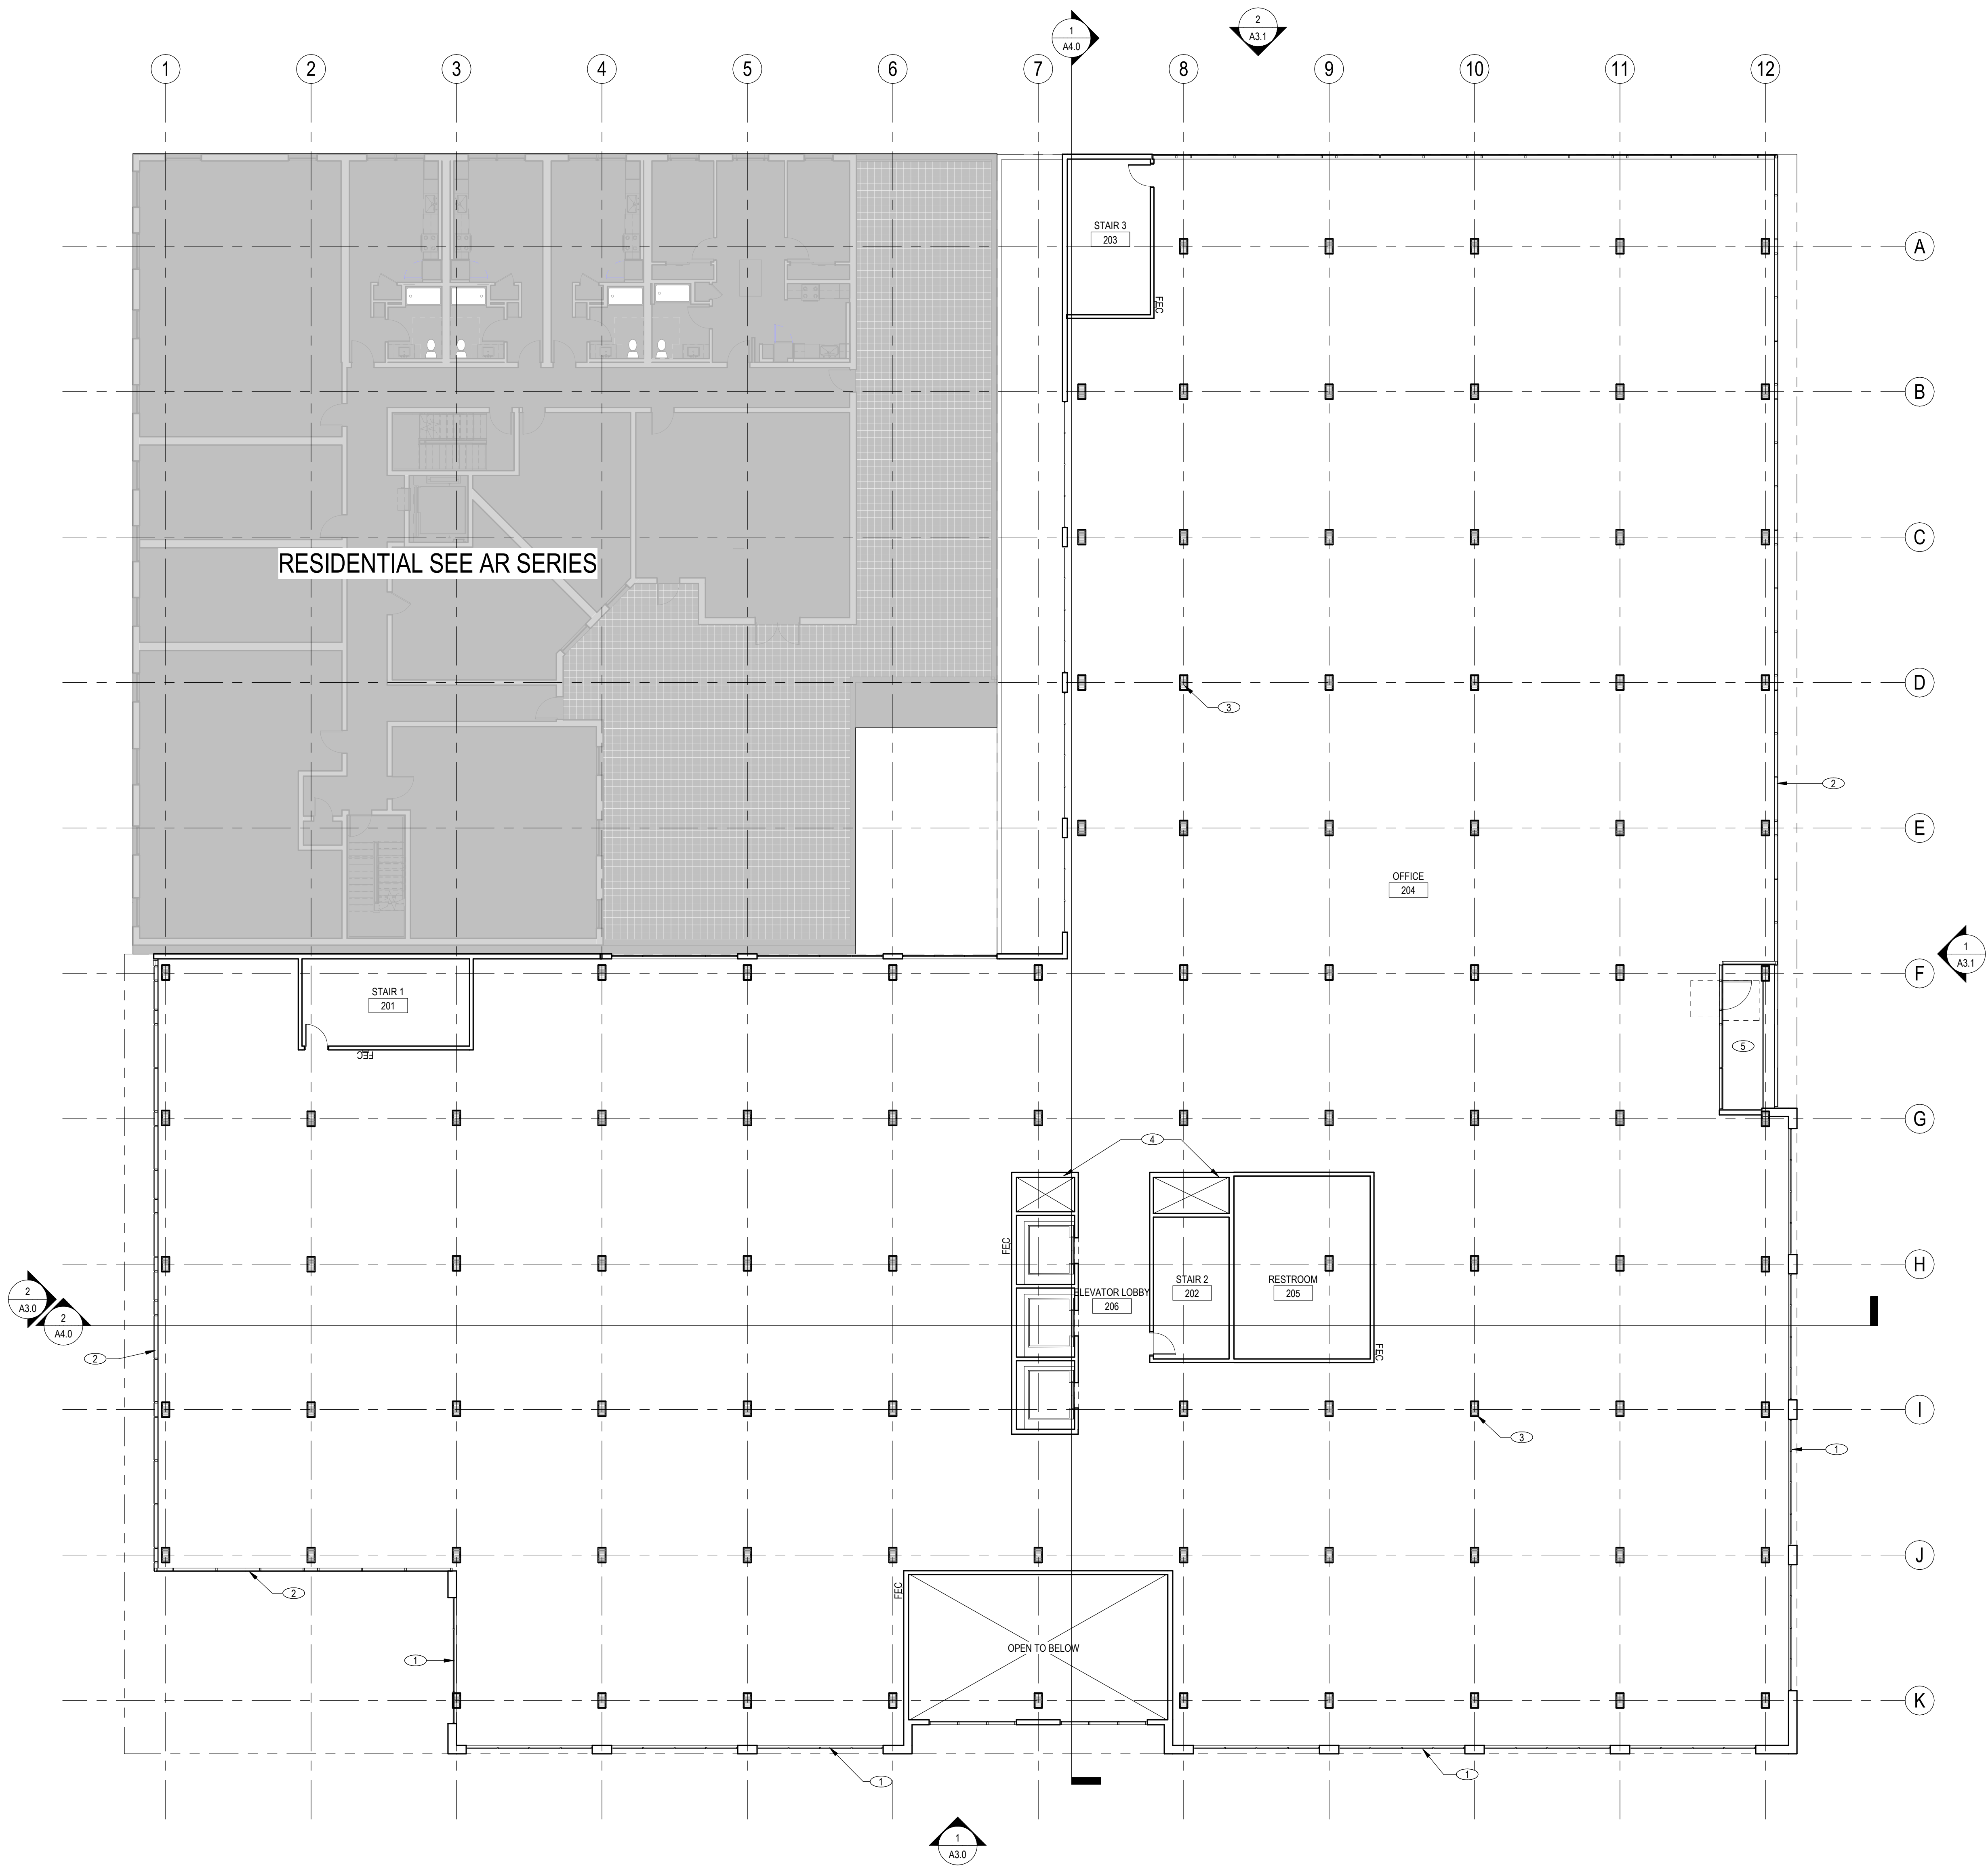 1
A4.0
2
A3.1
1
2
3
4
5
6
7
8
9
10
11
12
STAIR 3
203
A
FEC
B
C
RESIDENTIAL SEE AR SERIES
D
3
2
E
OFFICE
204
1
A3.1
F
STAIR 1
201
5
FEC
G
4
FEC
H
STAIR 2
202
RESTROOM
205
ELEVATOR LOBBY
206
2
A3.0
2
A4.0
2
FEC
I
3
1
J
2
FEC
OPEN TO BELOW
1
K
1
1
1
A3.0